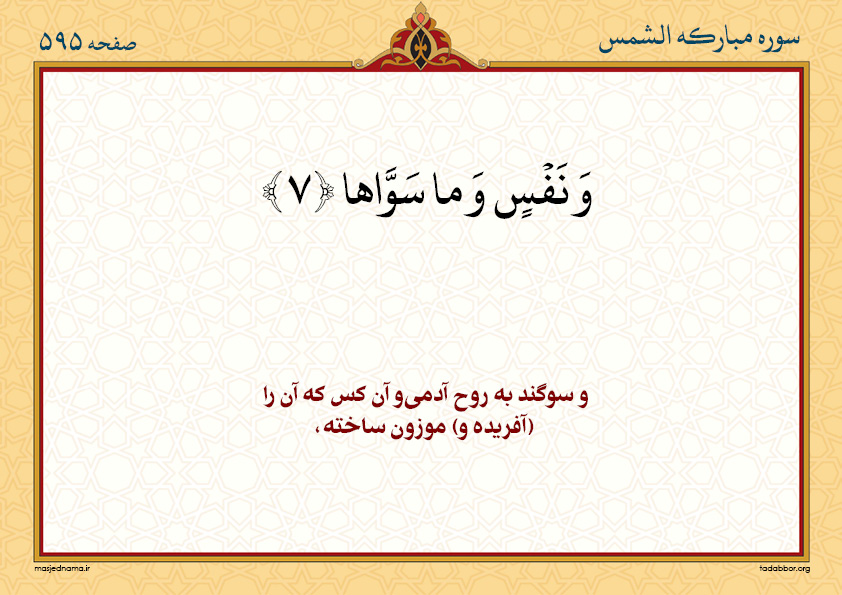 سوره مبارکه الشمس
صفحه ۵۹۵
وَ نَفْسٍ وَ ما سَوَّاها ﴿۷﴾
و سوگند به روح آدمی‌و آن کس که آن را
(آفریده و) موزون ساخته،
masjednama.ir
tadabbor.org